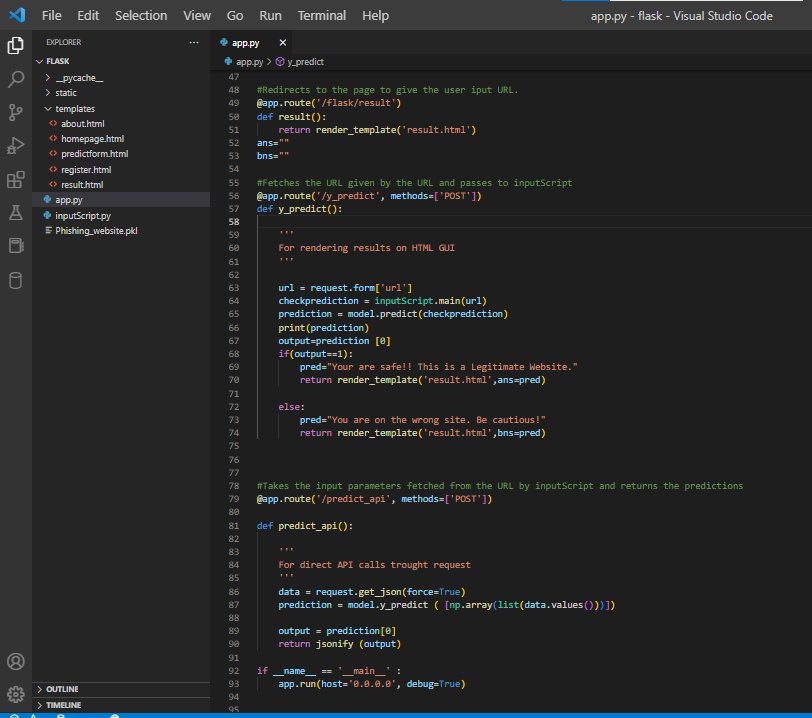 File Edit Selection View Go Run Terminal Help
app.py - flask - Visual Studio Code
EXPLORER
FLASK
__pycache__
static
templates
about.html
homepage.html
predictform.html
register.html
result.html
app.py
inputScript.py
Phishing_website.pkl
OUTLINE
TIMELINE
app.py
app.py > y_predict
47
48 #Redirects to the page to give the user iput URL.
49 @app.route('/flask/result')
50 def result():
51     return render_template('result.html')
52 ans=""
53 bns=""
54
55 #Fetches the URL given by the URL and passes to inputScript
56 @app.route('/y_predict', methods=['POST'])
57 def y_predict():
58
59     '''
60     For rendering results on HTML GUI
61     '''
62
63     url = request.form['url']
64     checkprediction = inputScript.main(url)
65     prediction = model.predict(checkprediction)
66     print(prediction)
67     output=prediction [0]
68     if(output==1):
69         pred="Your are safe!! This is a Legitimate Website."
70         return render_template('result.html',ans=pred)
71
72     else:
73         pred="You are on the wrong site. Be cautious!"
74         return render_template('result.html',bns=pred)
75
76
77
78 #Takes the input parameters fetched from the URL by inputScript and returns the predictions
79 @app.route('/predict_api', methods=['POST'])
80
81 def predict_api():
82
83     '''
84     For direct API calls trought request
85     '''
86     data = request.get_json(force=True)
87     prediction = model.y_predict ( [np.array(list(data.values()))])
88
89     output = prediction[0]
90     return jsonify (output)
91
92 if __name__ == '__main__' :
93     app.run(host='0.0.0.0', debug=True)
94
95